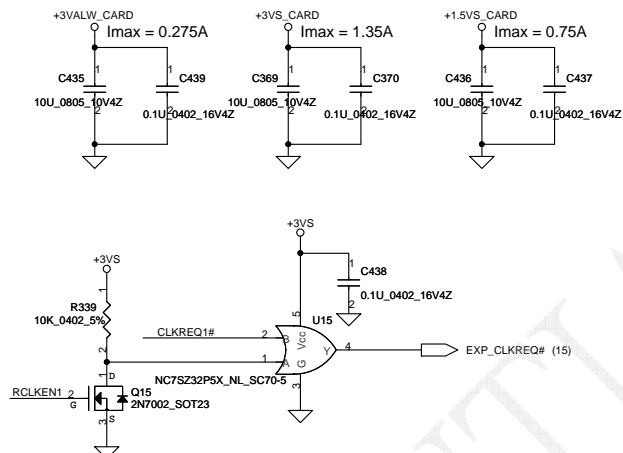 +3VALW_CARD
Imax = 0.275A
1
1
C435
C439
10U_0805_10V4Z
2
2
0.1U_0402_16V4Z
+3VS_CARD
Imax = 1.35A
1
1
C369
C370
10U_0805_10V4Z
2
2
0.1U_0402_16V4Z
+1.5VS_CARD
Imax = 0.75A
1
1
C436
C437
10U_0805_10V4Z
2
2
0.1U_0402_16V4Z
+3VS
1
R339
10K_0402_5%
2
+3VS
1
C438
0.1U_0402_16V4Z
2
U15
5
CLKREQ1#
2
B
Vcc
1
A
G
Y
4
EXP_CLKREQ# (15)
3
NC7SZ32P5X_NL_SC70-5
RCLKEN1
2
G
1
D
Q15
2N7002_SOT23
3
S